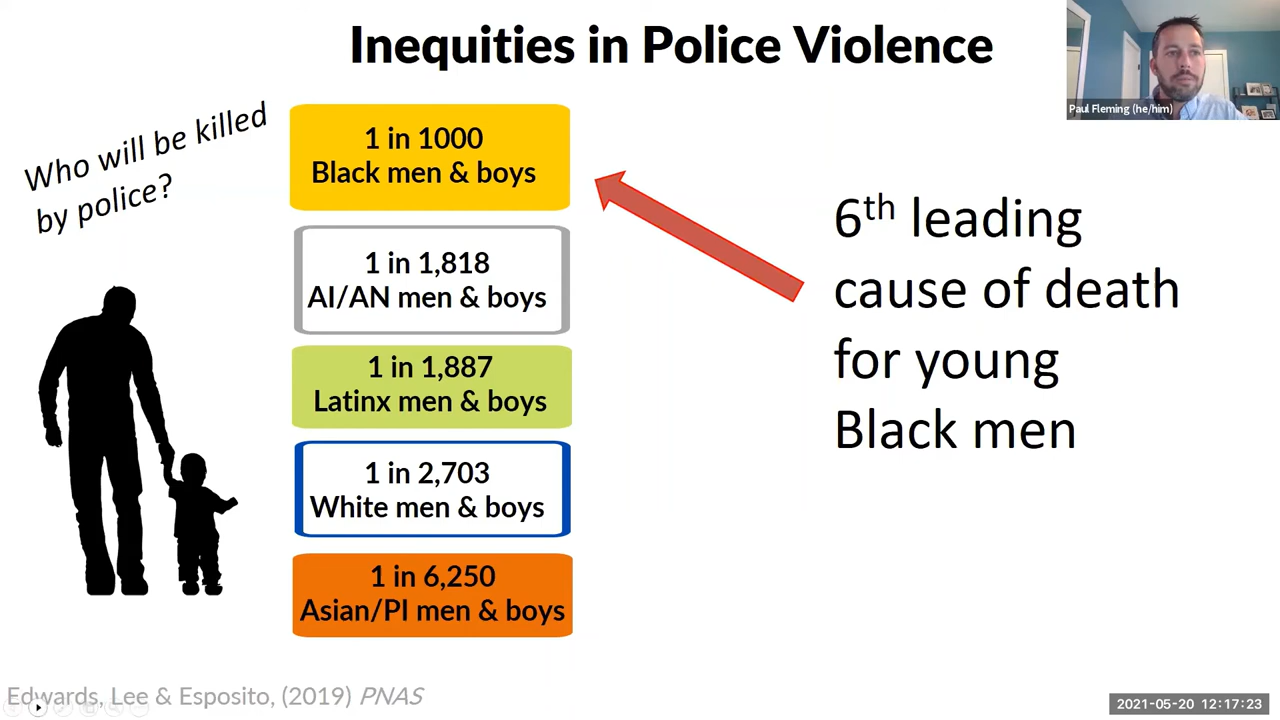 Inequities in Police Violence
Paul Fleming (he/him)
Who will be killed
by police?
1 in 1000
Black men & boys
1 in 1,818
AI/AN men & boys
1 in 1,887
Latinx men & boys
1 in 2,703
White men & boys
1 in 6,250
Asian/PI men & boys
6th leading
cause of death
for young
Black men
Edwards, Lee & Esposito, (2019) PNAS
2021-05-20 12:17:23